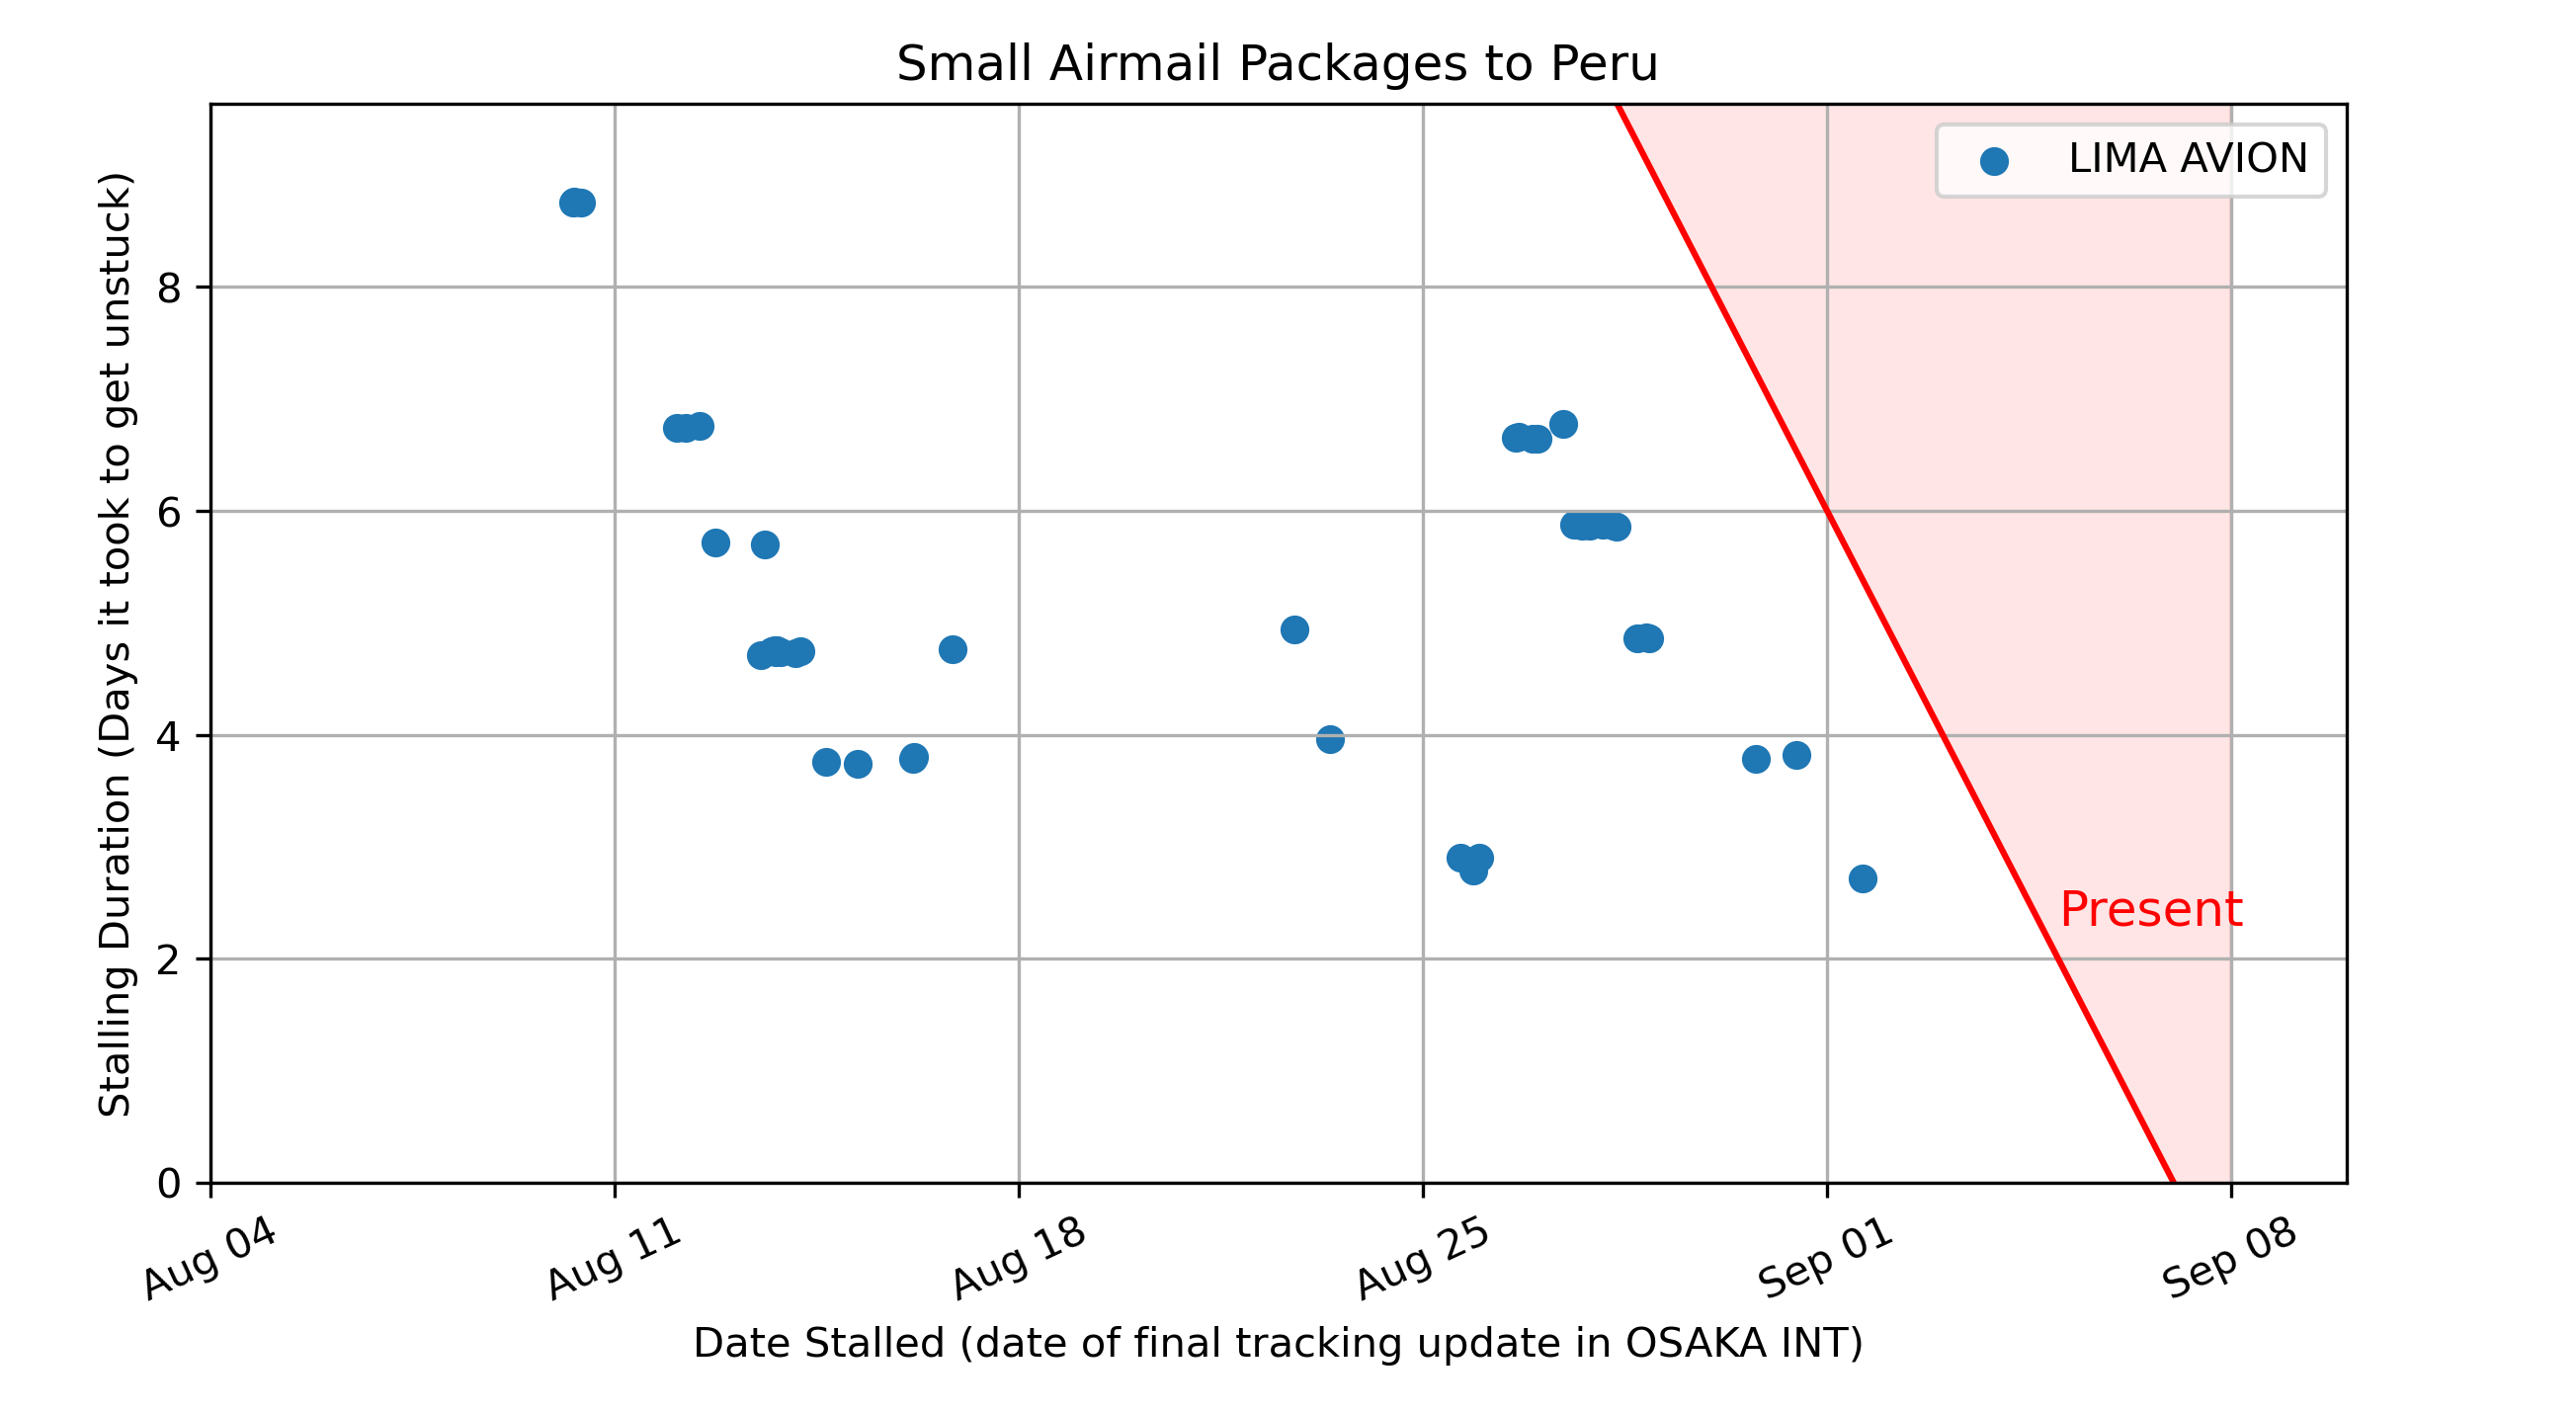 Small Airmail Packages to Peru
LIMA AVION
Stalling Duration (Days it took to get unstuck)
8
6
4
2
0
Present
Aug 04
Aug 11
Aug 18
Aug 25
Sep 01
Sep 08
Date Stalled (date of final tracking update in OSAKA INT)